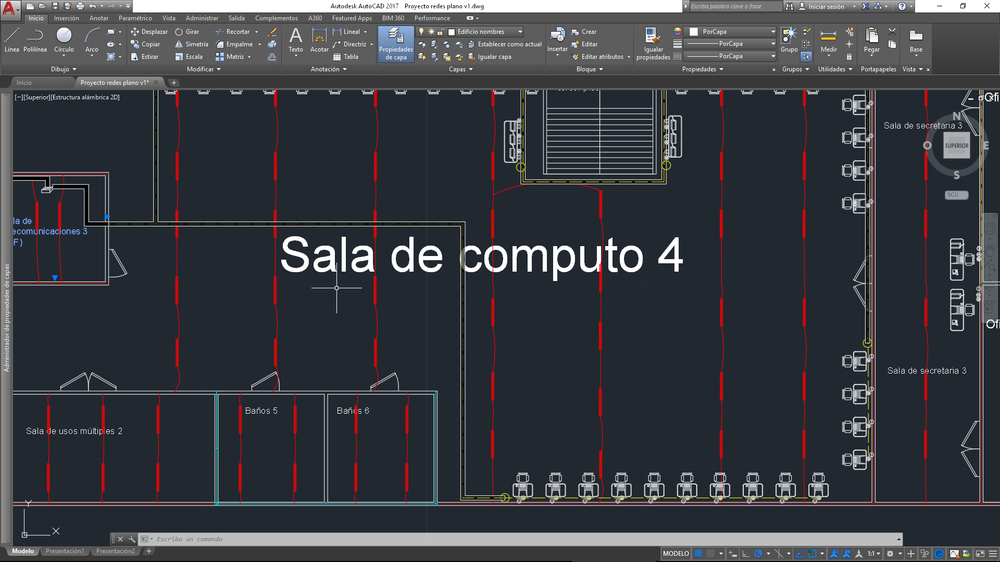 Autodesk AutoCAD 2017 Proyecto redes plano v1.dwg
Escriba palabra clave o frase
Iniciar sesión
Inicio
Inserción
Anotar
Paramétrico
Vista
Administrar
Salida
Complementos
A360
Featured Apps
BIM 360
Performance
Línea
Polilínea
Círculo
Arco
Dibujo
Desplazar
Girar
Recortar
Copiar
Simetría
Empalme
Estirar
Escala
Matriz
Modificar
Texto
Acotar
Lineal
Directriz
Tabla
Anotación
Propiedades
de capa
Edificio nombres
Establecer como actual
Igualar capa
Capas
Insertar
Crear
Editar
Editar atributos
Bloque
Igualar
propiedades
PorCapa
PorCapa
PorCapa
Propiedades
Grupo
Grupos
Medir
Utilidades
Pegar
Portapapeles
Base
Vista
Inicio
Proyecto redes plano v1*
[−][Superior][Estructura alámbrica 2D]
Ofi
N
Sala de secretaria 3
O
SUPERIOR
E
S
SCU
la de
ecomunicaciones 3
F)
Sala de computo 4
Administrador de propiedades de capas
Ofi
Sala de secretaria 3
Baños 5
Baños 6
Sala de usos múltiples 2
Y
X
Escriba un comando
Modelo
Presentación1
Presentación2
MODELO
1:1